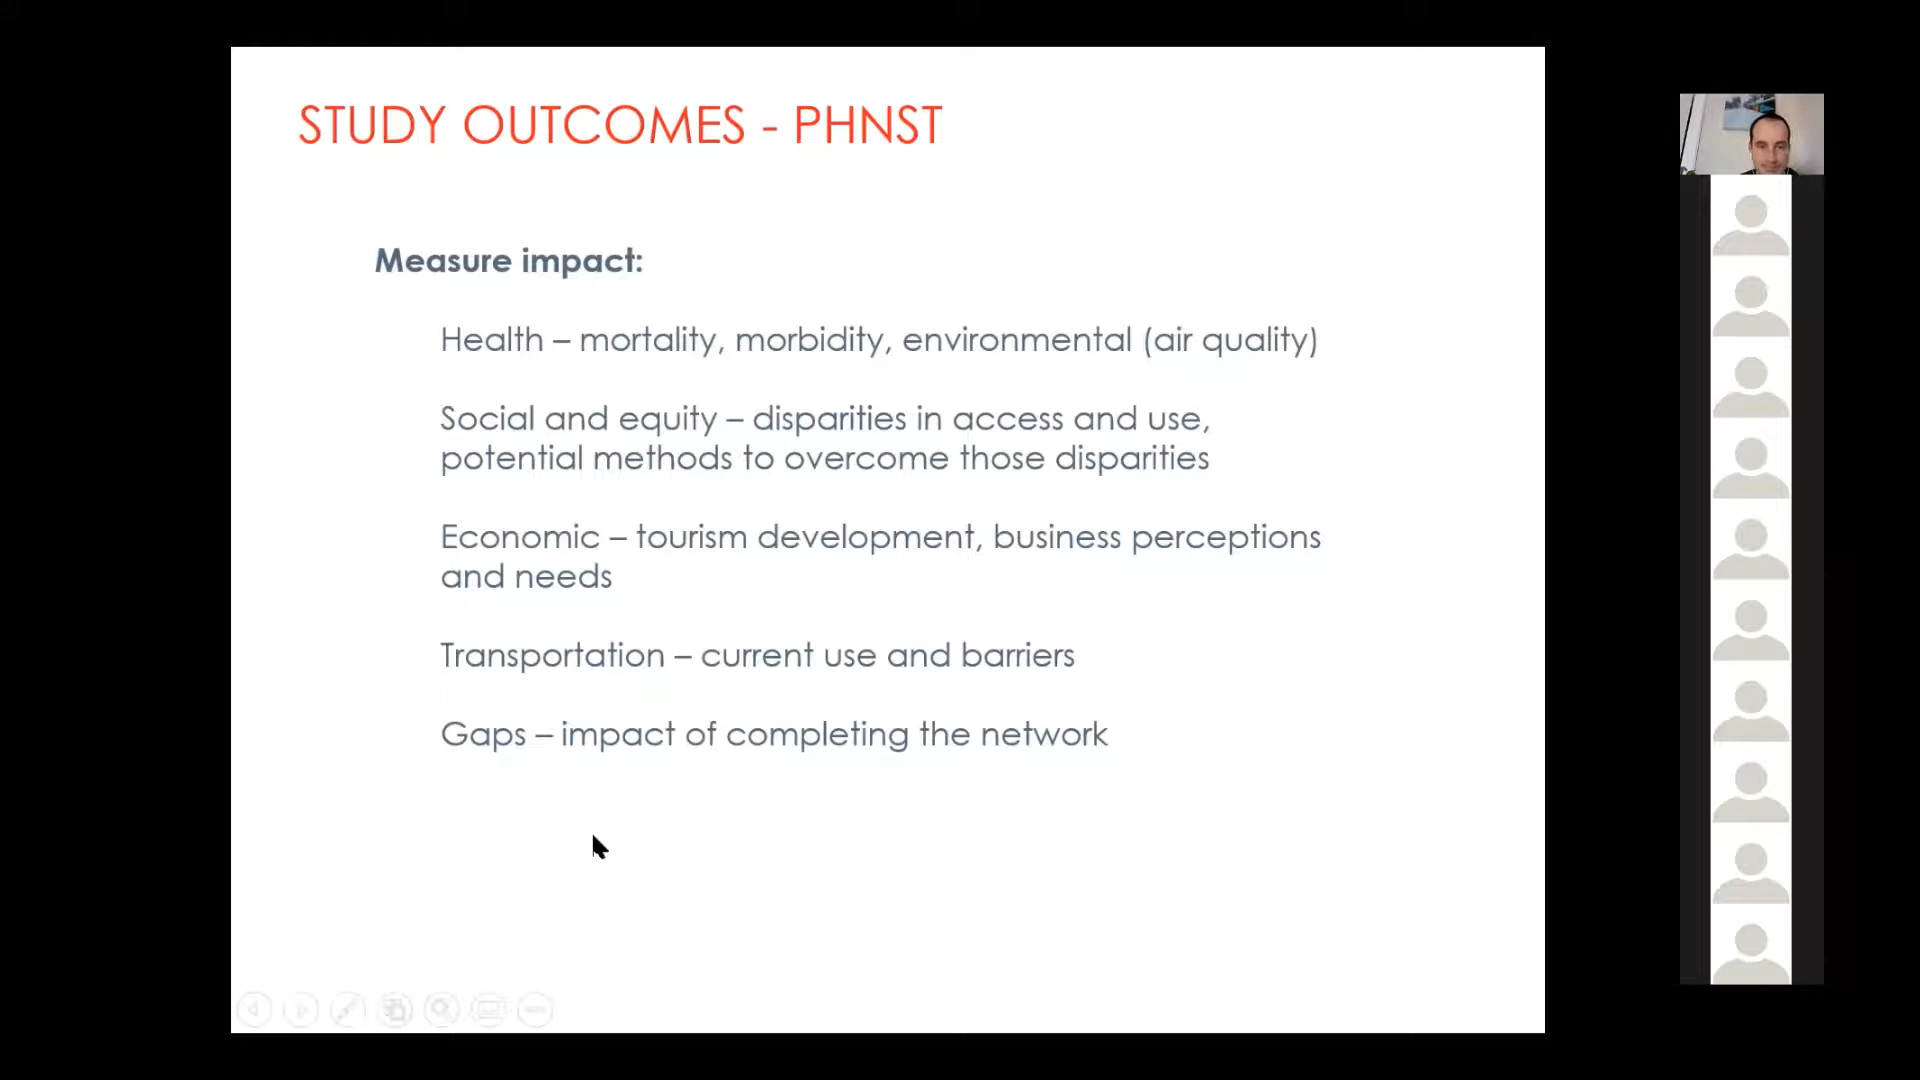 STUDY OUTCOMES - PHNST
Measure impact:
Health – mortality, morbidity, environmental (air quality)
Social and equity – disparities in access and use,
potential methods to overcome those disparities
Economic – tourism development, business perceptions
and needs
Transportation – current use and barriers
Gaps – impact of completing the network